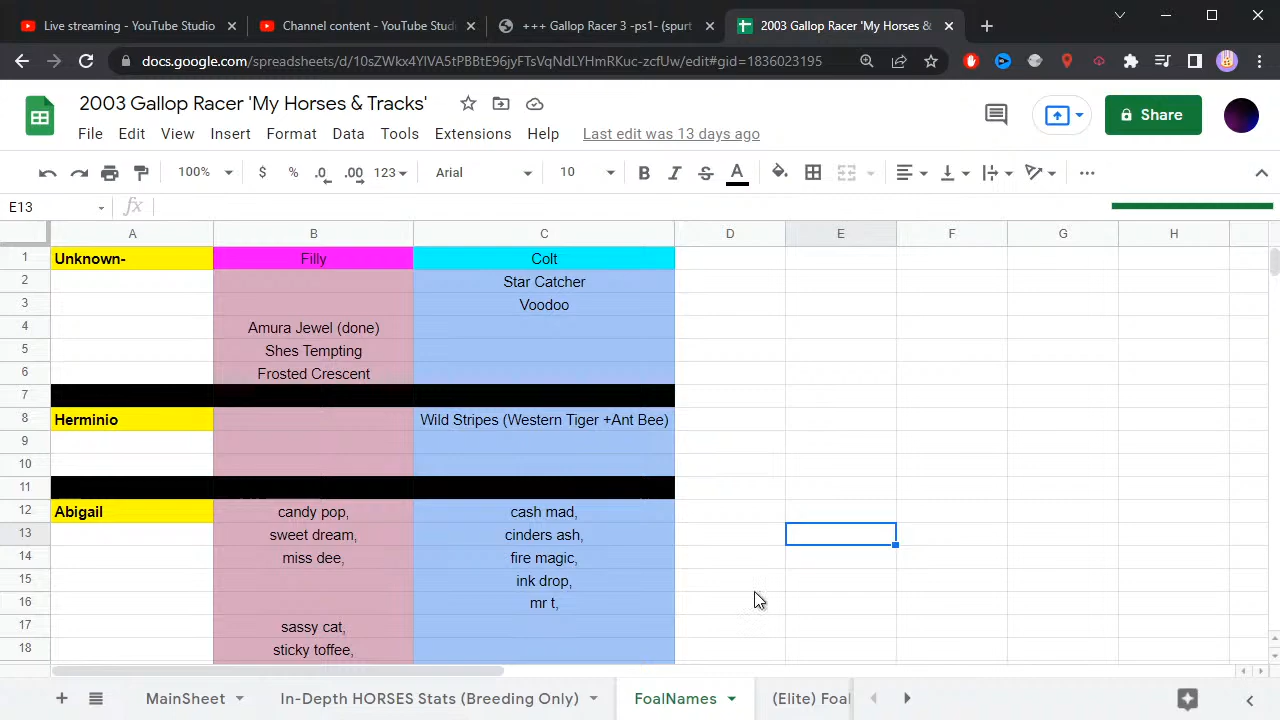 Live streaming - YouTube Studio
Channel content - YouTube Studio
+++ Gallop Racer 3 -ps1- (spurt
2003 Gallop Racer 'My Horses &
docs.google.com/spreadsheets/d/10sZWkx4YlVA5tPBBtE96jyFTsVqNdLYHmRKuc-zcfUw/edit#gid=1836023195
2003 Gallop Racer 'My Horses & Tracks'
File Edit View Insert Format Data Tools Extensions Help Last edit was 13 days ago
Share
100% $ % .0 .00 123 Arial 10 B I S A
E13 fx
A B C D E F G H
1 Unknown- Filly Colt
2 Star Catcher
3 Voodoo
4 Amura Jewel (done)
5 Shes Tempting
6 Frosted Crescent
7
8 Herminio Wild Stripes (Western Tiger +Ant Bee)
9
10
11
12 Abigail candy pop, cash mad,
13 sweet dream, cinders ash,
14 miss dee, fire magic,
15 ink drop,
16 mr t,
17 sassy cat,
18 sticky toffee,
MainSheet In-Depth HORSES Stats (Breeding Only) FoalNames (Elite) Foal